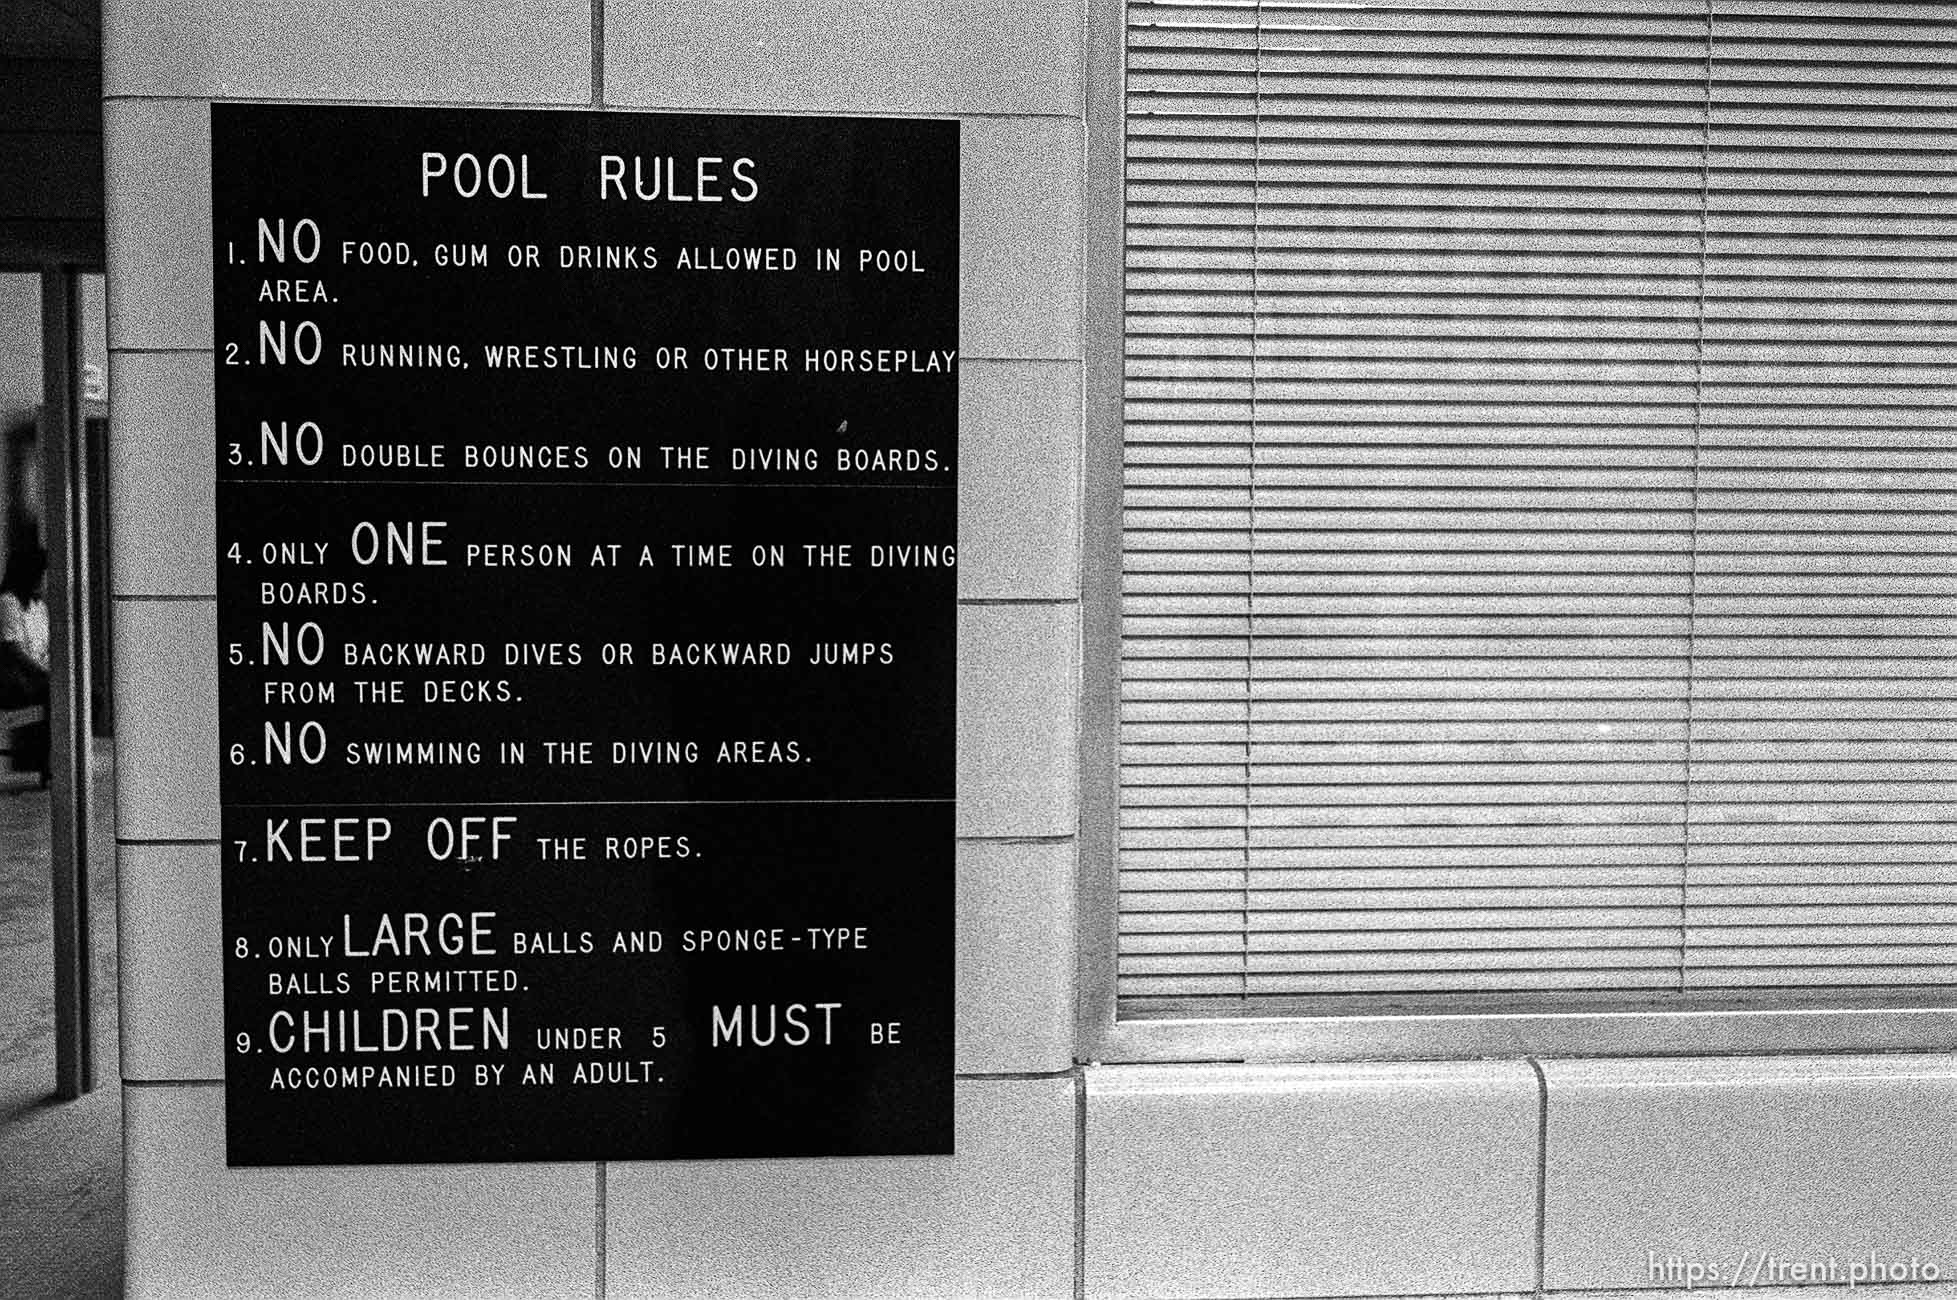 POOL RULES
1. NO FOOD, GUM OR DRINKS ALLOWED IN POOL
AREA.
2. NO RUNNING, WRESTLING OR OTHER HORSEPLAY
3. NO DOUBLE BOUNCES ON THE DIVING BOARDS.
4. ONLY ONE PERSON AT A TIME ON THE DIVING
BOARDS.
5. NO BACKWARD DIVES OR BACKWARD JUMPS
FROM THE DECKS.
6. NO SWIMMING IN THE DIVING AREAS.
7. KEEP OFF THE ROPES.
8. ONLY LARGE BALLS AND SPONGE-TYPE
BALLS PERMITTED.
9. CHILDREN UNDER 5 MUST BE
ACCOMPANIED BY AN ADULT.
https://trent.photo